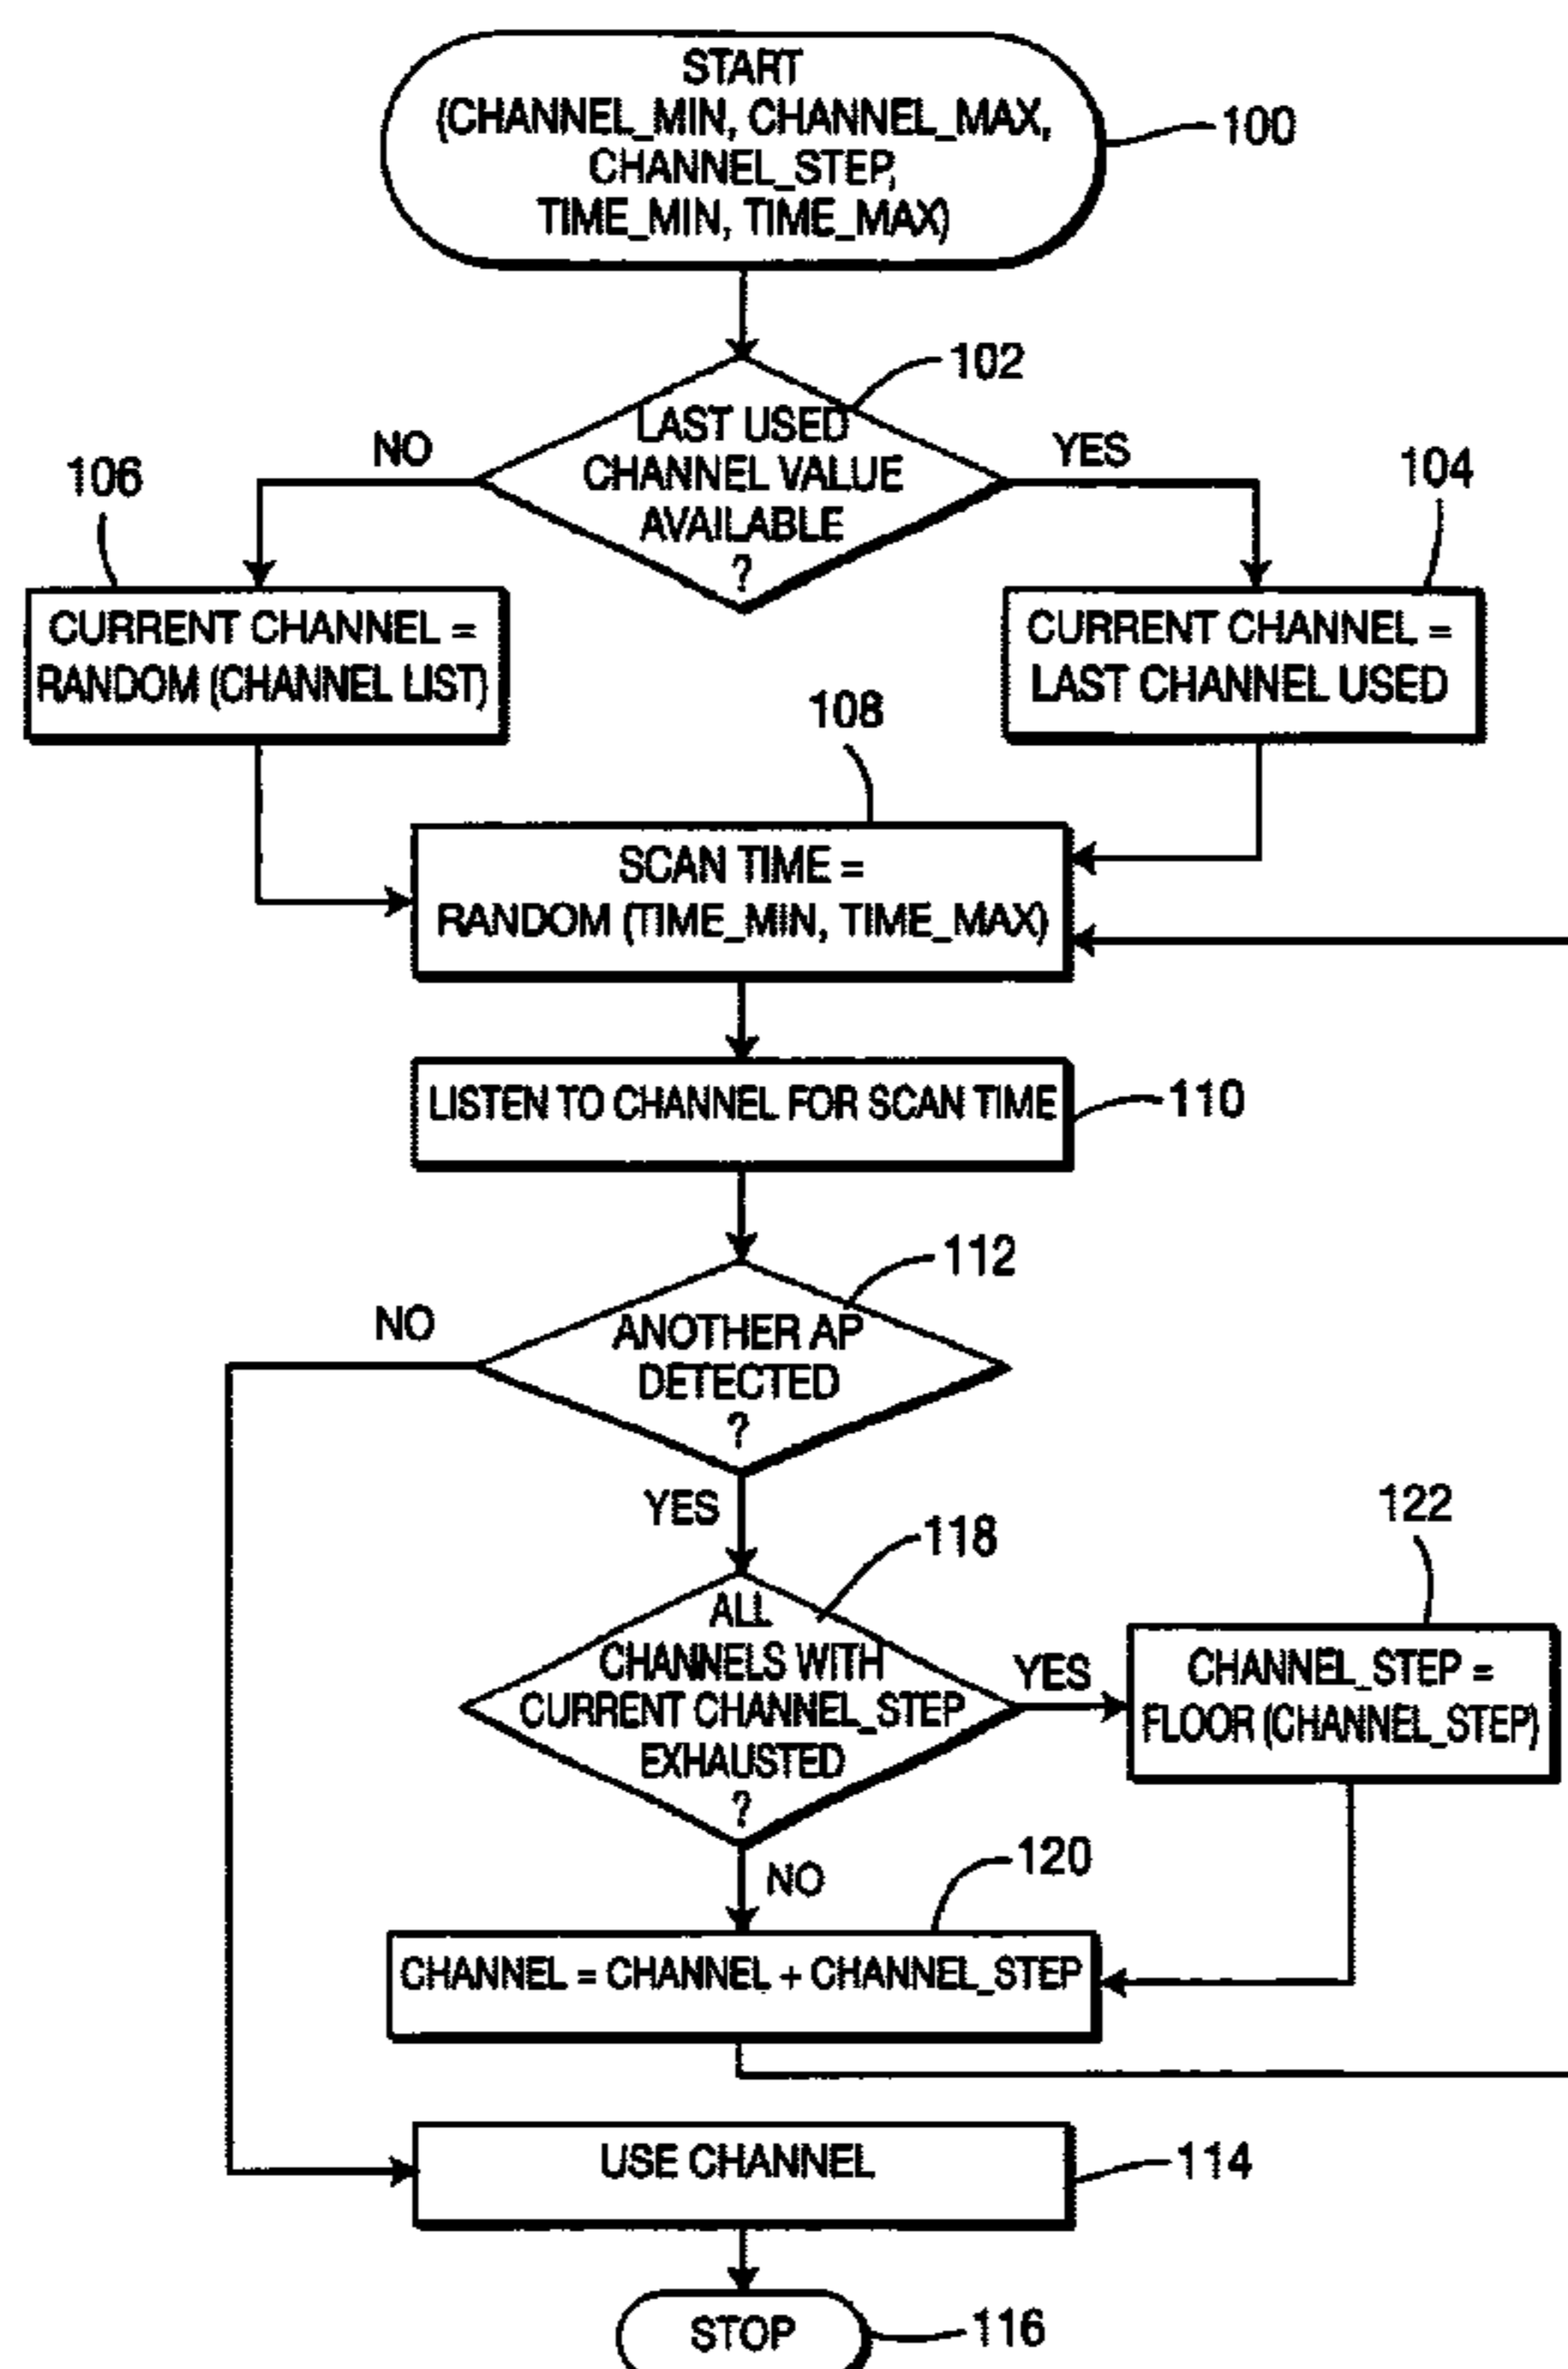 START
(CHANNEL_MIN, CHANNEL_MAX,
CHANNEL_STEP,
TIME_MIN, TIME_MAX)
100
102
LAST USED
CHANNEL VALUE
AVAILABLE
?
NO
YES
106
104
CURRENT CHANNEL =
RANDOM (CHANNEL LIST)
CURRENT CHANNEL =
LAST CHANNEL USED
108
SCAN TIME =
RANDOM (TIME_MIN, TIME_MAX)
LISTEN TO CHANNEL FOR SCAN TIME
110
112
ANOTHER AP
DETECTED
?
NO
YES
118
122
ALL
CHANNELS WITH
CURRENT CHANNEL_STEP
EXHAUSTED
?
YES
CHANNEL_STEP =
FLOOR (CHANNEL_STEP)
NO
120
CHANNEL = CHANNEL + CHANNEL_STEP
USE CHANNEL
114
STOP
116